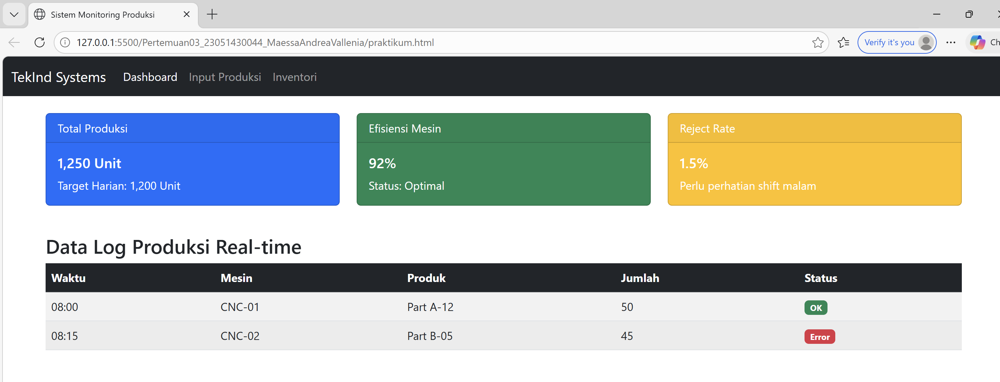 Sistem Monitoring Produksi
127.0.0.1:5500/Pertemuan03_23051430044_MaessaAndreaVallenia/praktikum.html
Verify it's you
TekInd Systems Dashboard Input Produksi Inventori
Total Produksi
1,250 Unit
Target Harian: 1,200 Unit
Efisiensi Mesin
92%
Status: Optimal
Reject Rate
1.5%
Perlu perhatian shift malam
Data Log Produksi Real-time
Waktu Mesin Produk Jumlah Status
08:00 CNC-01 Part A-12 50 OK
08:15 CNC-02 Part B-05 45 Error